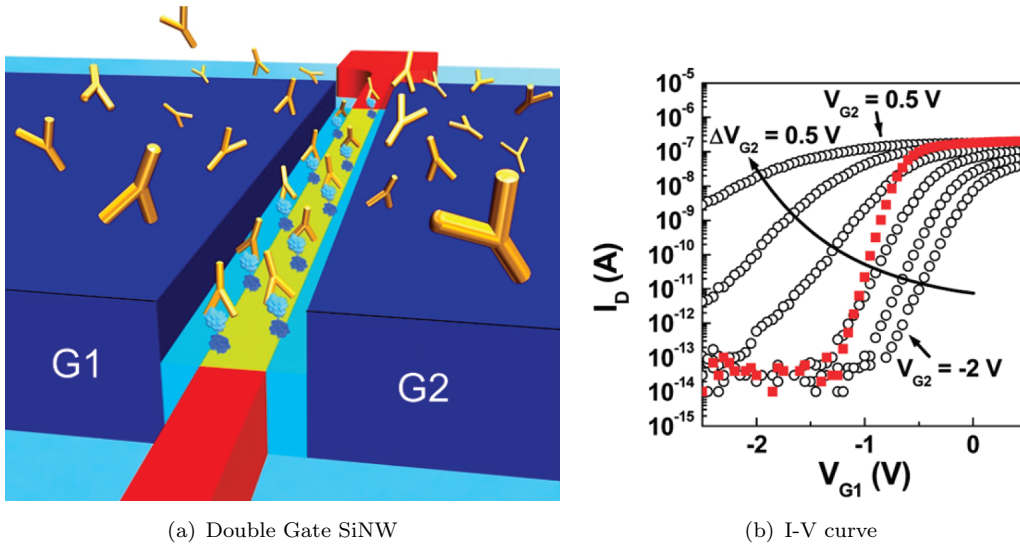 G1
G2
(a) Double Gate SiNW
10⁻⁵
10⁻⁶
10⁻⁷
10⁻⁸
10⁻⁹
10⁻¹⁰
10⁻¹¹
10⁻¹²
10⁻¹³
10⁻¹⁴
10⁻¹⁵
I_D (A)
V_G2 = 0.5 V
ΔV_G2 = 0.5 V
V_G2 = -2 V
-2 -1 0
V_G1 (V)
(b) I-V curve